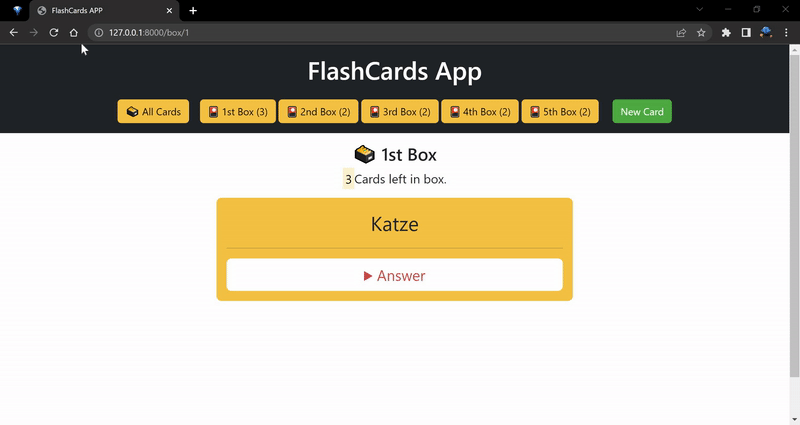 FlashCards APP
127.0.0.1:8000/box/1
FlashCards App
All Cards 1st Box (3) 2nd Box (2) 3rd Box (2) 4th Box (2) 5th Box (2) New Card
1st Box
3 Cards left in box.
Katze
Answer